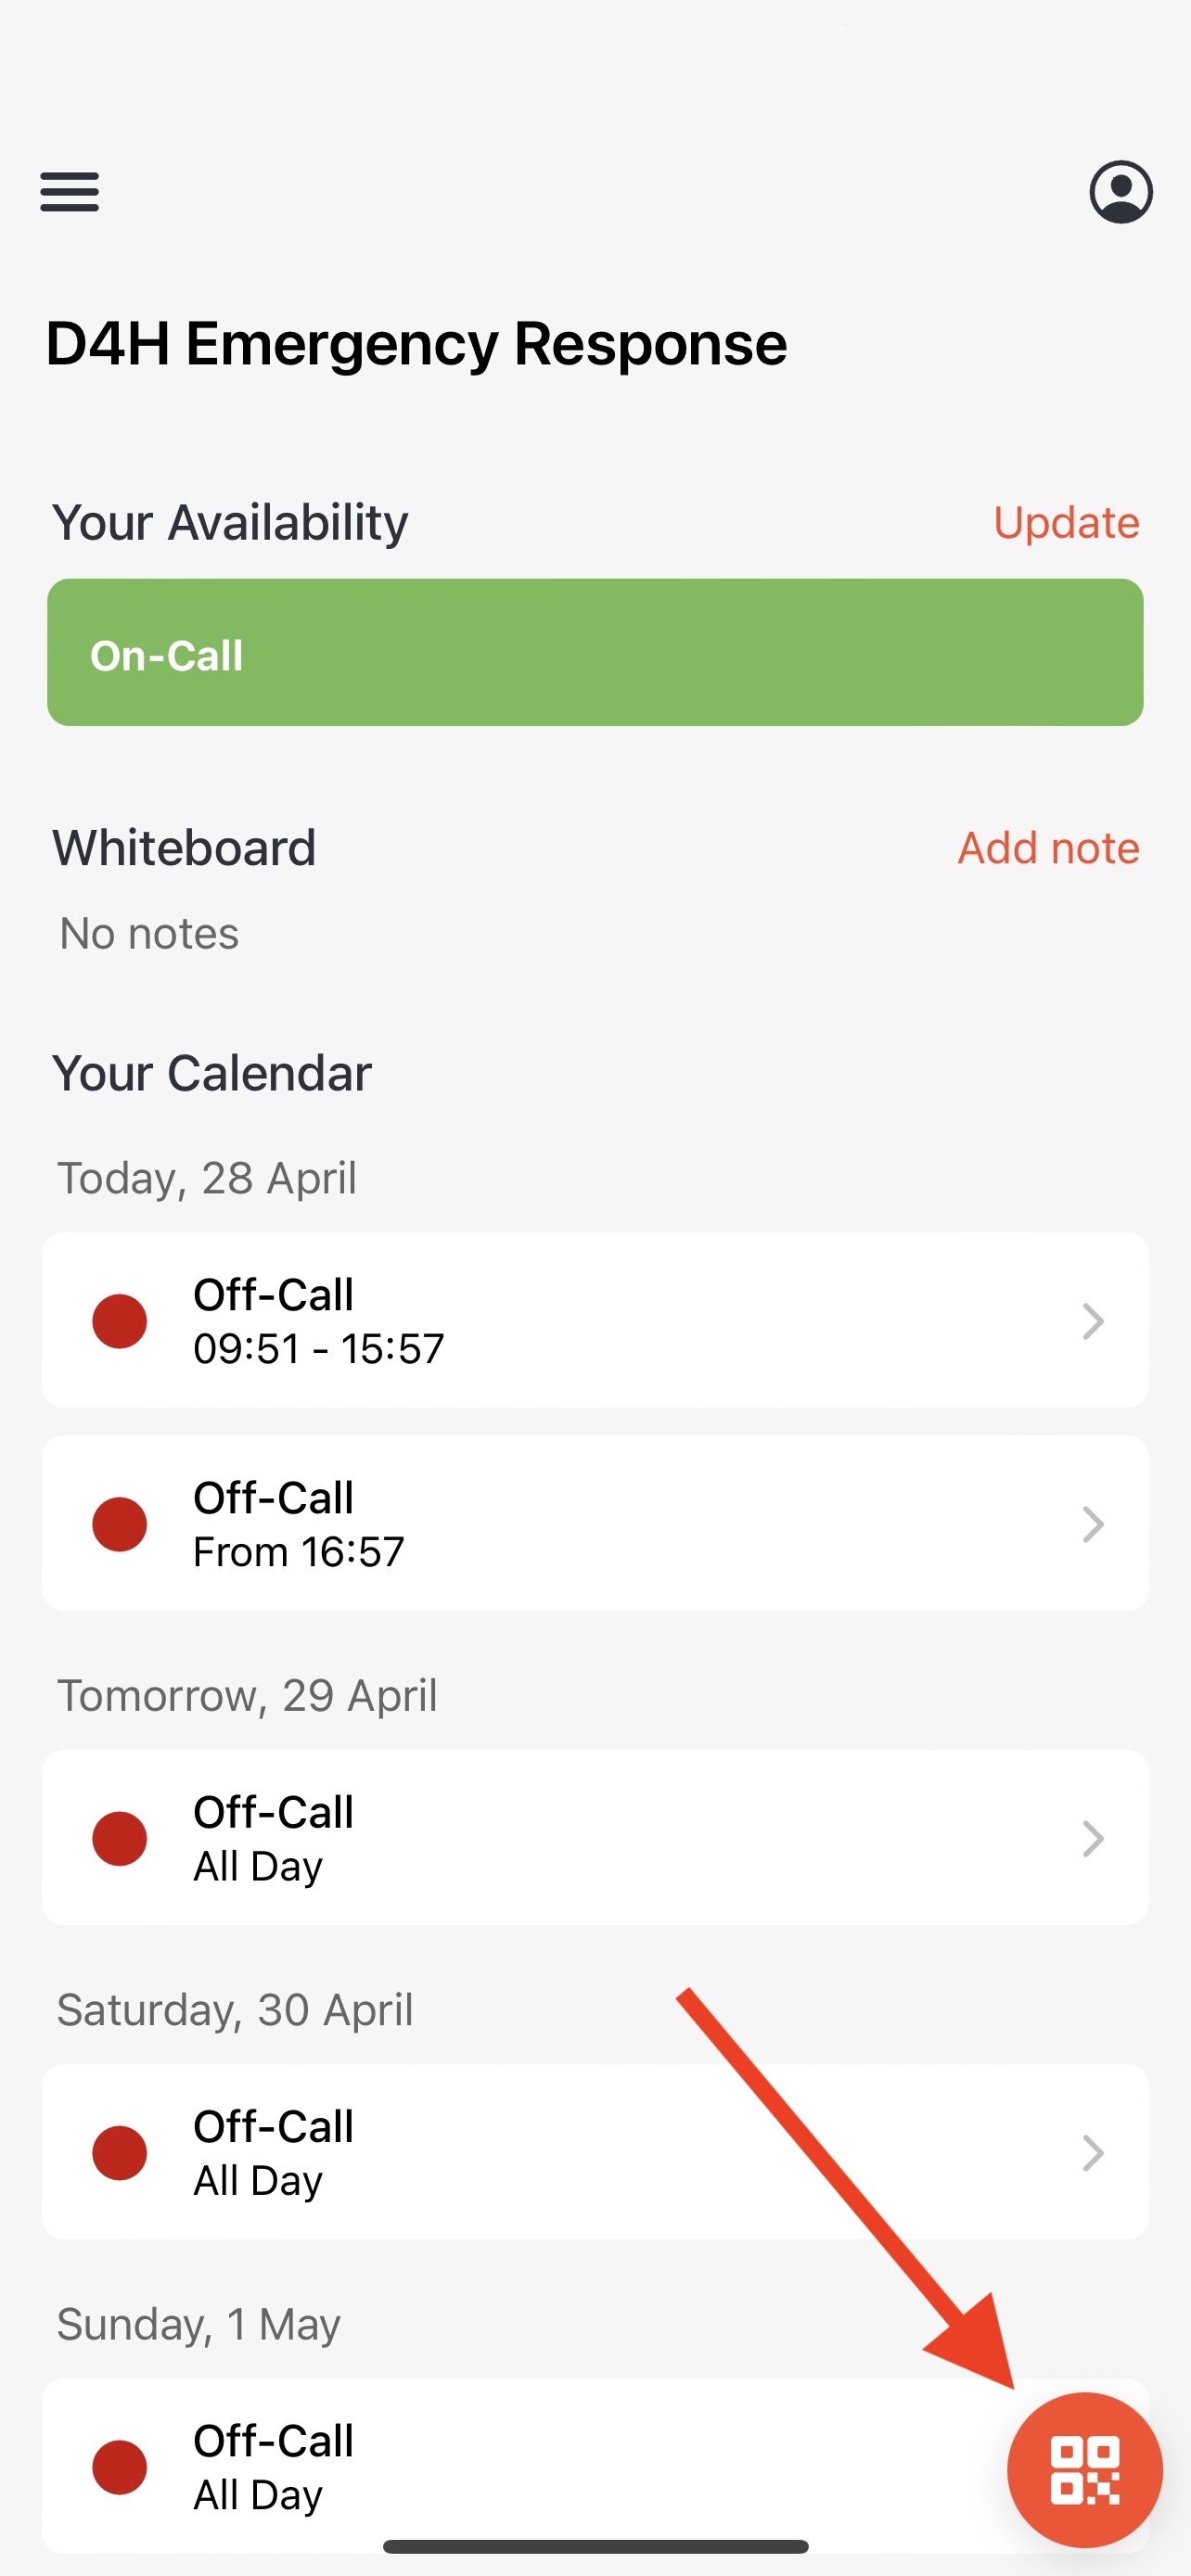 D4H Emergency Response
Your Availability
Update
On-Call
Whiteboard
Add note
No notes
Your Calendar
Today, 28 April
Off-Call
09:51 - 15:57
Off-Call
From 16:57
Tomorrow, 29 April
Off-Call
All Day
Saturday, 30 April
Off-Call
All Day
Sunday, 1 May
Off-Call
All Day